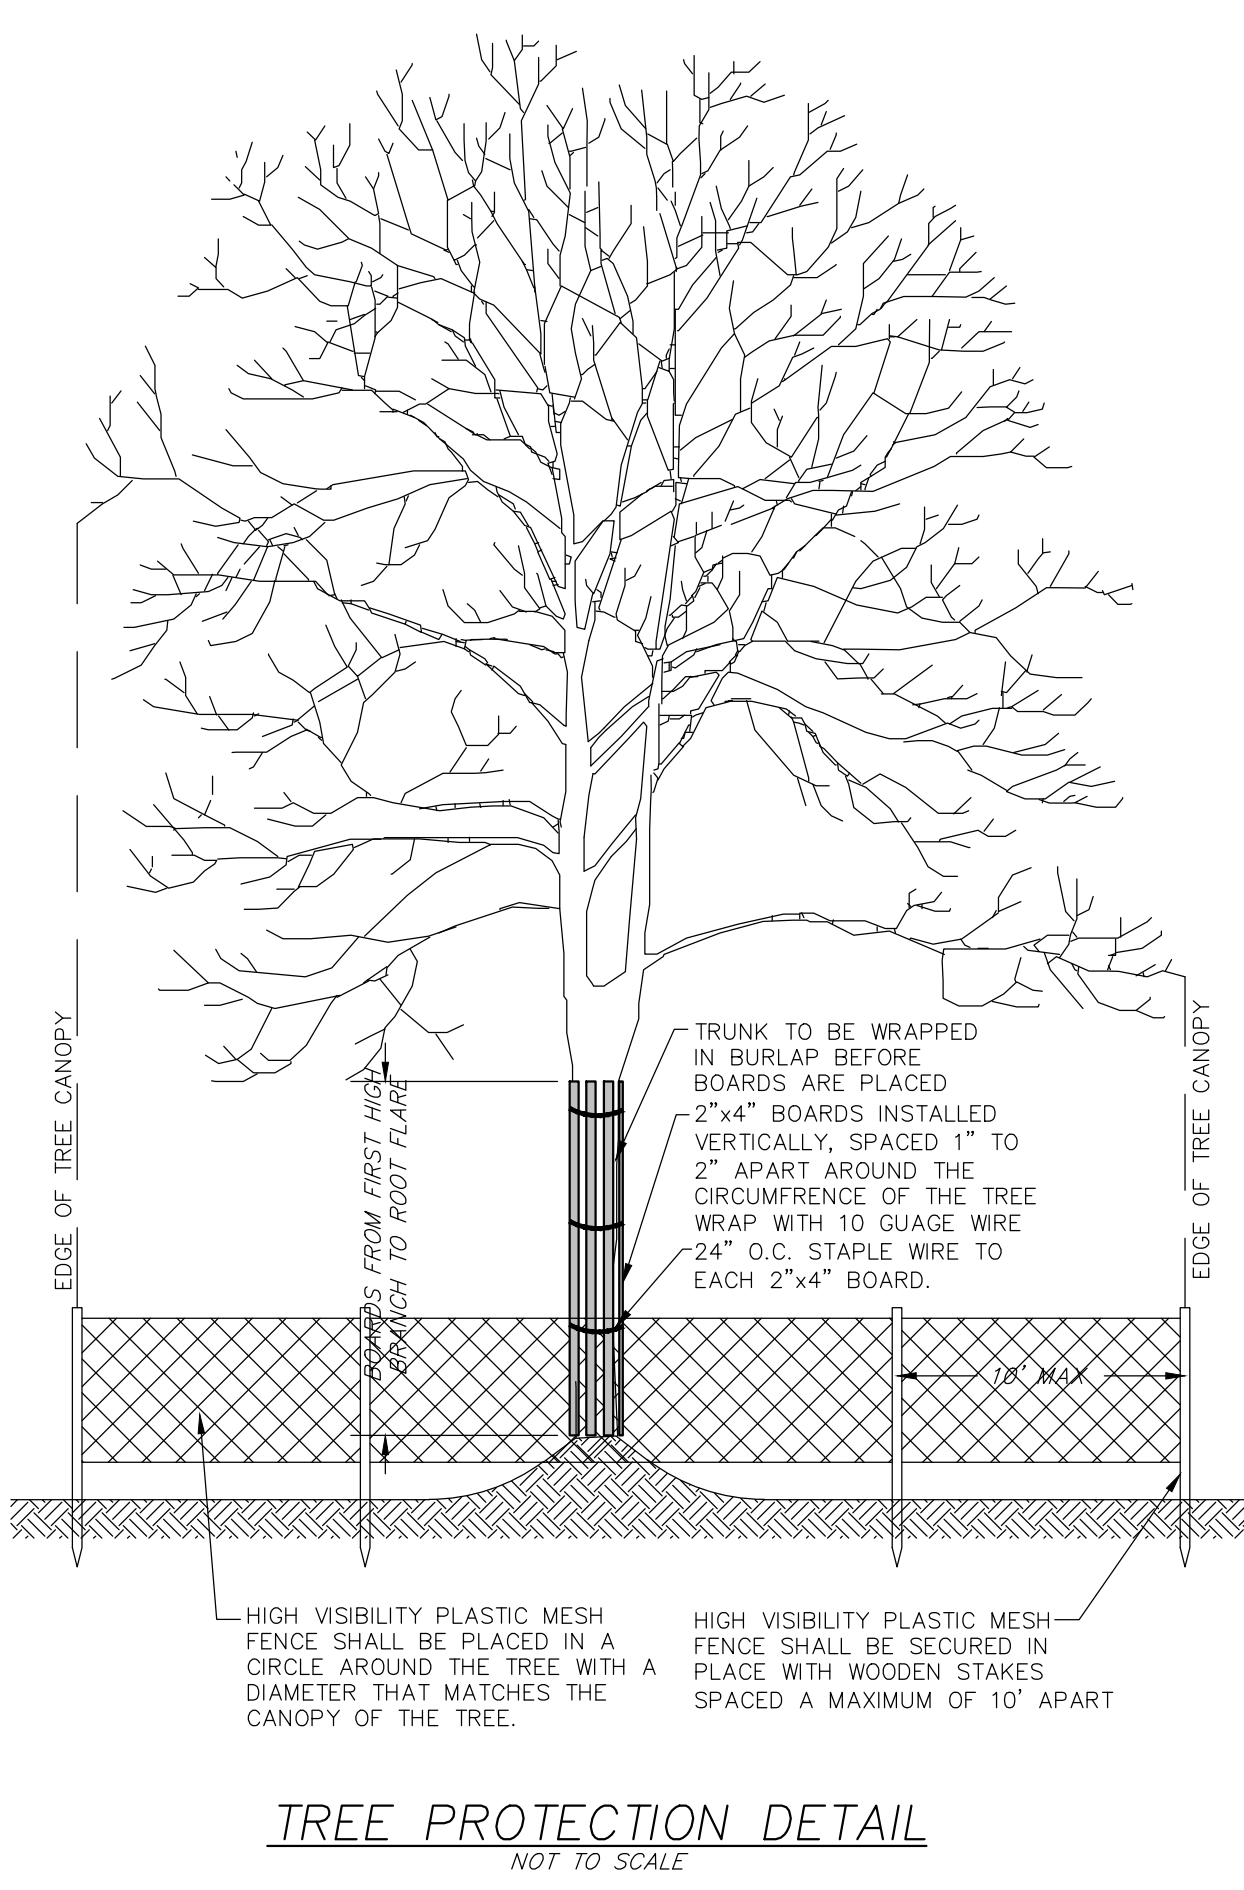 TRUNK TO BE WRAPPED
IN BURLAP BEFORE
BOARDS ARE PLACED
2”x4” BOARDS INSTALLED
VERTICALLY, SPACED 1” TO
2” APART AROUND THE
CIRCUMFRENCE OF THE TREE
WRAP WITH 10 GUAGE WIRE
24” O.C. STAPLE WIRE TO
EACH 2”x4” BOARD.
EDGE OF TREE CANOPY
BOARDS FROM FIRST HIGH
BRANCH TO ROOT FLARE
EDGE OF TREE CANOPY
10’ MAX
HIGH VISIBILITY PLASTIC MESH
FENCE SHALL BE PLACED IN A
CIRCLE AROUND THE TREE WITH A
DIAMETER THAT MATCHES THE
CANOPY OF THE TREE.
HIGH VISIBILITY PLASTIC MESH
FENCE SHALL BE SECURED IN
PLACE WITH WOODEN STAKES
SPACED A MAXIMUM OF 10’ APART
TREE PROTECTION DETAIL
NOT TO SCALE